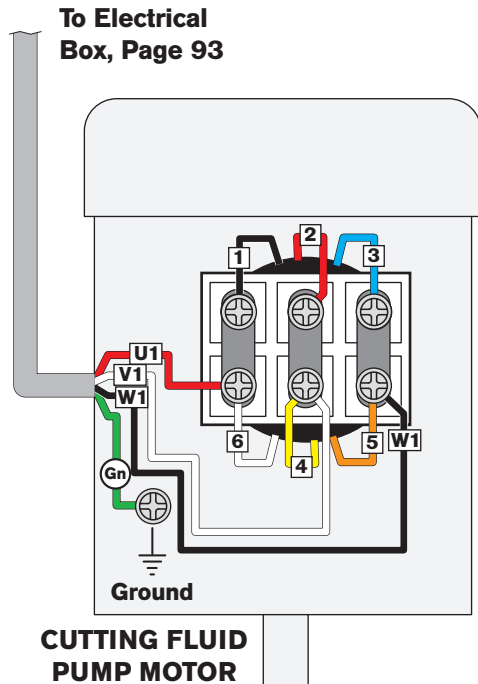 To Electrical
Box, Page 93
2
1
3
U1
V1
W1
6
5
W1
4
Gn
Ground
CUTTING FLUID
PUMP MOTOR